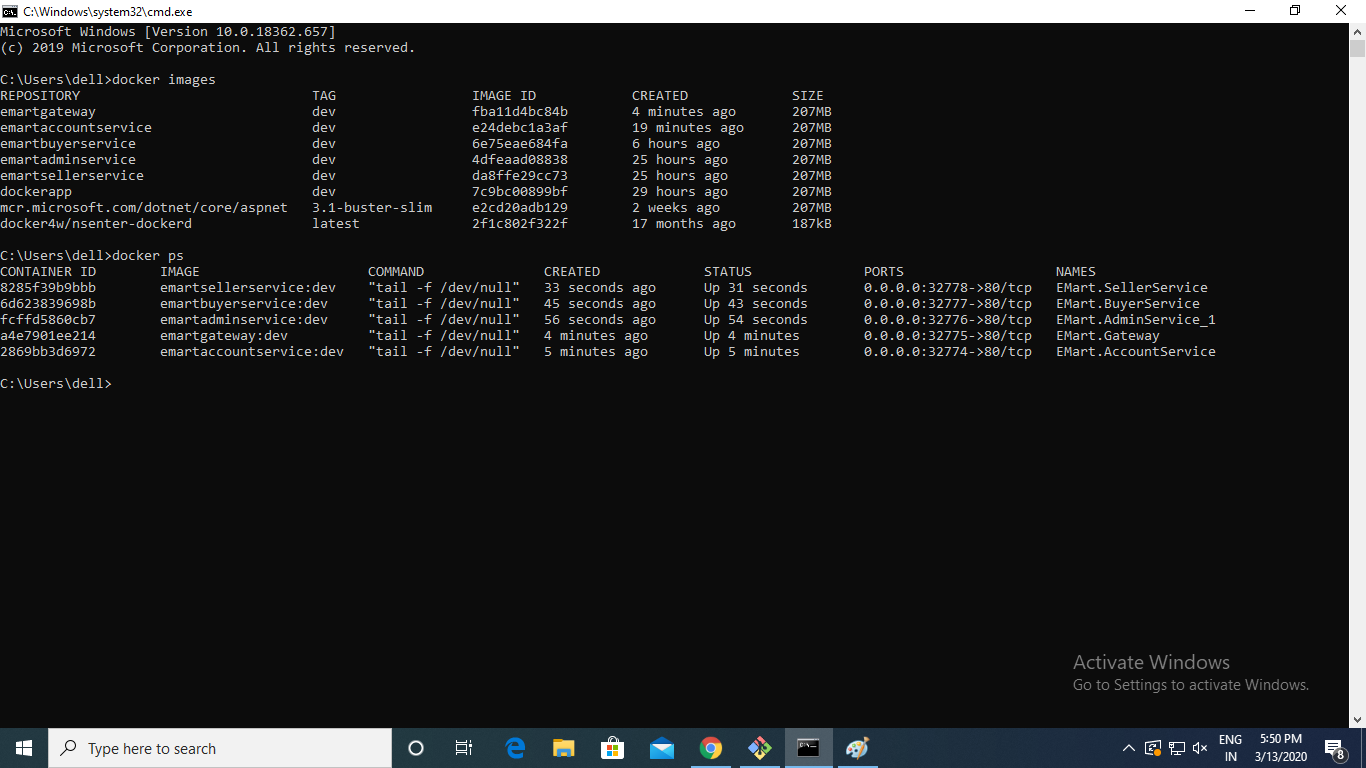 C:\Windows\system32\cmd.exe
Microsoft Windows [Version 10.0.18362.657]
(c) 2019 Microsoft Corporation. All rights reserved.
C:\Users\dell>docker images
REPOSITORY TAG IMAGE ID CREATED SIZE
emartgateway dev fba11d4bc84b 4 minutes ago 207MB
emartaccountservice dev e24debc1a3af 19 minutes ago 207MB
emartbuyerservice dev 6e75eae684fa 6 hours ago 207MB
emartadminservice dev 4dfeaad08838 25 hours ago 207MB
emartsellerservice dev da8ffe29cc73 25 hours ago 207MB
dockerapp dev 7c9bc00899bf 29 hours ago 207MB
mcr.microsoft.com/dotnet/core/aspnet 3.1-buster-slim e2cd20adb129 2 weeks ago 207MB
docker4w/nsenter-dockerd latest 2f1c802f322f 17 months ago 187kB
C:\Users\dell>docker ps
CONTAINER ID IMAGE COMMAND CREATED STATUS PORTS NAMES
8285f39b9bbb emartsellerservice:dev "tail -f /dev/null" 33 seconds ago Up 31 seconds 0.0.0.0:32778->80/tcp EMart.SellerService
6d623839698b emartbuyerservice:dev "tail -f /dev/null" 45 seconds ago Up 43 seconds 0.0.0.0:32777->80/tcp EMart.BuyerService
fcffd5860cb7 emartadminservice:dev "tail -f /dev/null" 56 seconds ago Up 54 seconds 0.0.0.0:32776->80/tcp EMart.AdminService_1
a4e7901ee214 emartgateway:dev "tail -f /dev/null" 4 minutes ago Up 4 minutes 0.0.0.0:32775->80/tcp EMart.Gateway
2869bb3d6972 emartaccountservice:dev "tail -f /dev/null" 5 minutes ago Up 5 minutes 0.0.0.0:32774->80/tcp EMart.AccountService
C:\Users\dell>
Activate Windows
Go to Settings to activate Windows.
Type here to search
ENG
IN
5:50 PM
3/13/2020
8